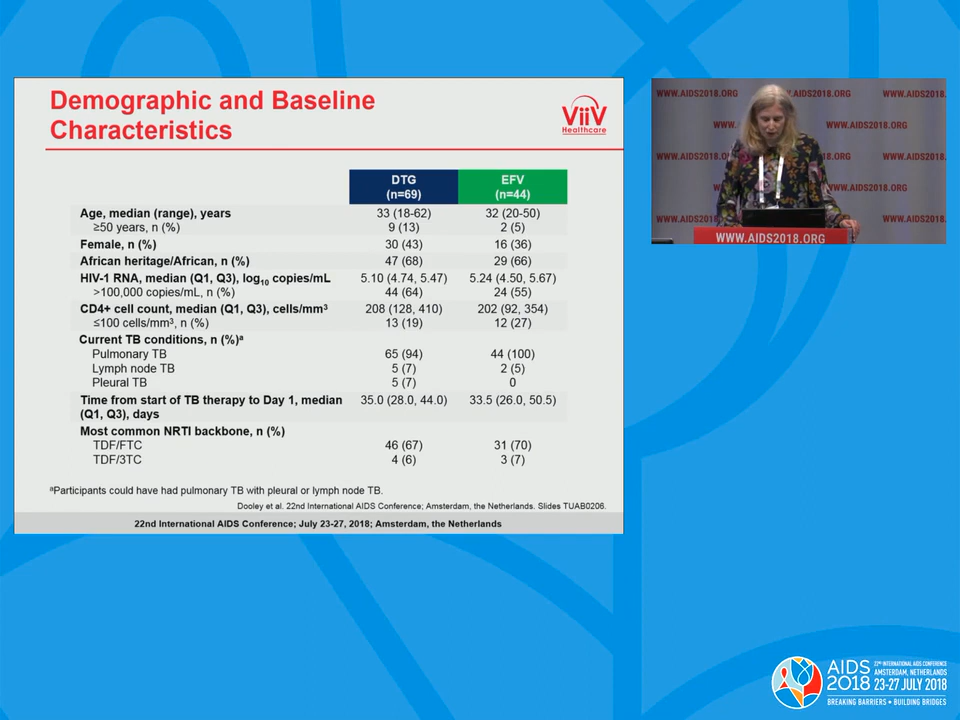 Demographic and Baseline
Characteristics
ViiV
Healthcare
DTG EFV
(n=69) (n=44)
Age, median (range), years 33 (18-62) 32 (20-50)
≥50 years, n (%) 9 (13) 2 (5)
Female, n (%) 30 (43) 16 (36)
African heritage/African, n (%) 47 (68) 29 (66)
HIV-1 RNA, median (Q1, Q3), log10 copies/mL 5.10 (4.74, 5.47) 5.24 (4.50, 5.67)
>100,000 copies/mL, n (%) 44 (64) 24 (55)
CD4+ cell count, median (Q1, Q3), cells/mm³ 208 (128, 410) 202 (92, 354)
≤100 cells/mm³, n (%) 13 (19) 12 (27)
Current TB conditions, n (%)ᵃ
Pulmonary TB 65 (94) 44 (100)
Lymph node TB 5 (7) 2 (5)
Pleural TB 5 (7) 0
Time from start of TB therapy to Day 1, median 35.0 (28.0, 44.0) 33.5 (26.0, 50.5)
(Q1, Q3), days
Most common NRTI backbone, n (%)
TDF/FTC 46 (67) 31 (70)
TDF/3TC 4 (6) 3 (7)
ᵃParticipants could have had pulmonary TB with pleural or lymph node TB.
Dooley et al. 22nd International AIDS Conference; Amsterdam, the Netherlands. Slides TUAB0206.
22nd International AIDS Conference; July 23-27, 2018; Amsterdam, the Netherlands
WWW.AIDS2018.ORG
WWW.AIDS2018.ORG
WWW.AIDS2018.ORG
WWW.AIDS2018.ORG
WWW.AIDS2018.ORG
AIDS 22ND INTERNATIONAL AIDS CONFERENCE
AMSTERDAM, NETHERLANDS
2018 23-27 JULY 2018
BREAKING BARRIERS • BUILDING BRIDGES